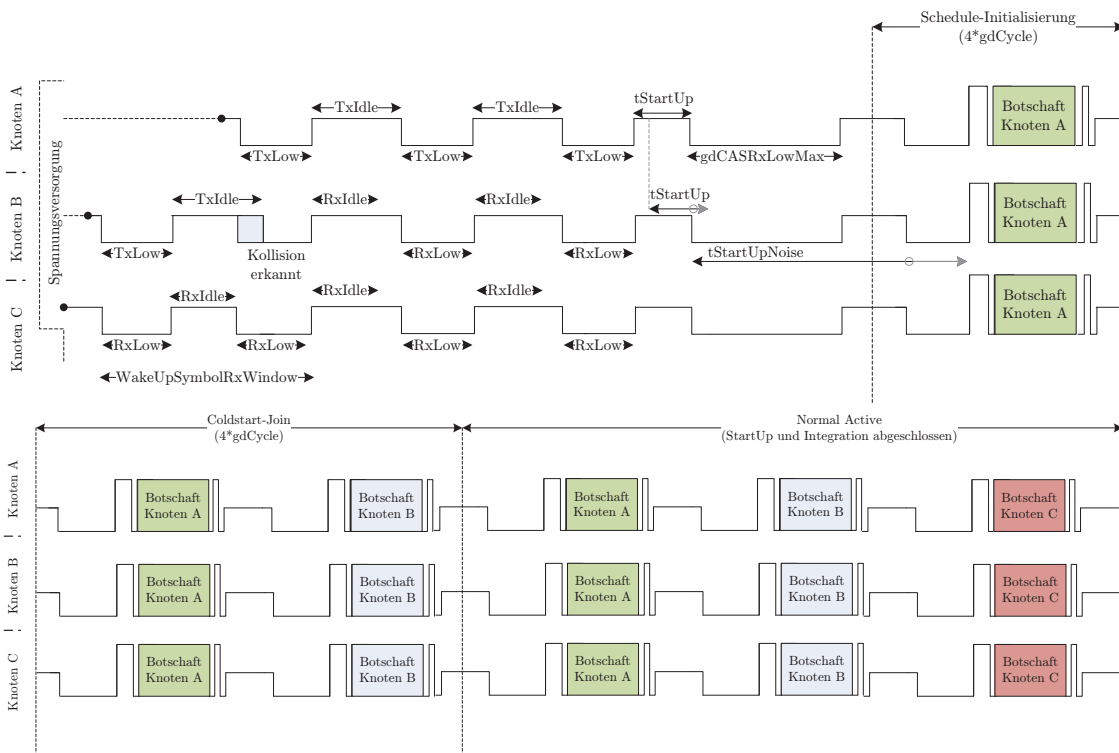 Schedule-Initialisierung
(4*gdCycle)
Knoten A
TxIdle
TxIdle
tStartUp
Botschaft
Knoten A
TxLow
TxLow
TxLow
gdCASRxLowMax
Spannungsversorgung
Knoten B
TxIdle
RxIdle
RxIdle
tStartUp
Botschaft
Knoten A
TxLow
Kollision
erkannt
RxLow
RxLow
tStartUpNoise
Knoten C
RxIdle
RxIdle
RxIdle
Botschaft
Knoten A
RxLow
RxLow
RxLow
RxLow
WakeUpSymbolRxWindow
Coldstart-Join
(4*gdCycle)
Normal Active
(StartUp und Integration abgeschlossen)
Knoten A
Botschaft
Knoten A
Botschaft
Knoten B
Botschaft
Knoten A
Botschaft
Knoten B
Botschaft
Knoten C
Knoten B
Botschaft
Knoten A
Botschaft
Knoten B
Botschaft
Knoten A
Botschaft
Knoten B
Botschaft
Knoten C
Knoten C
Botschaft
Knoten A
Botschaft
Knoten B
Botschaft
Knoten A
Botschaft
Knoten B
Botschaft
Knoten C